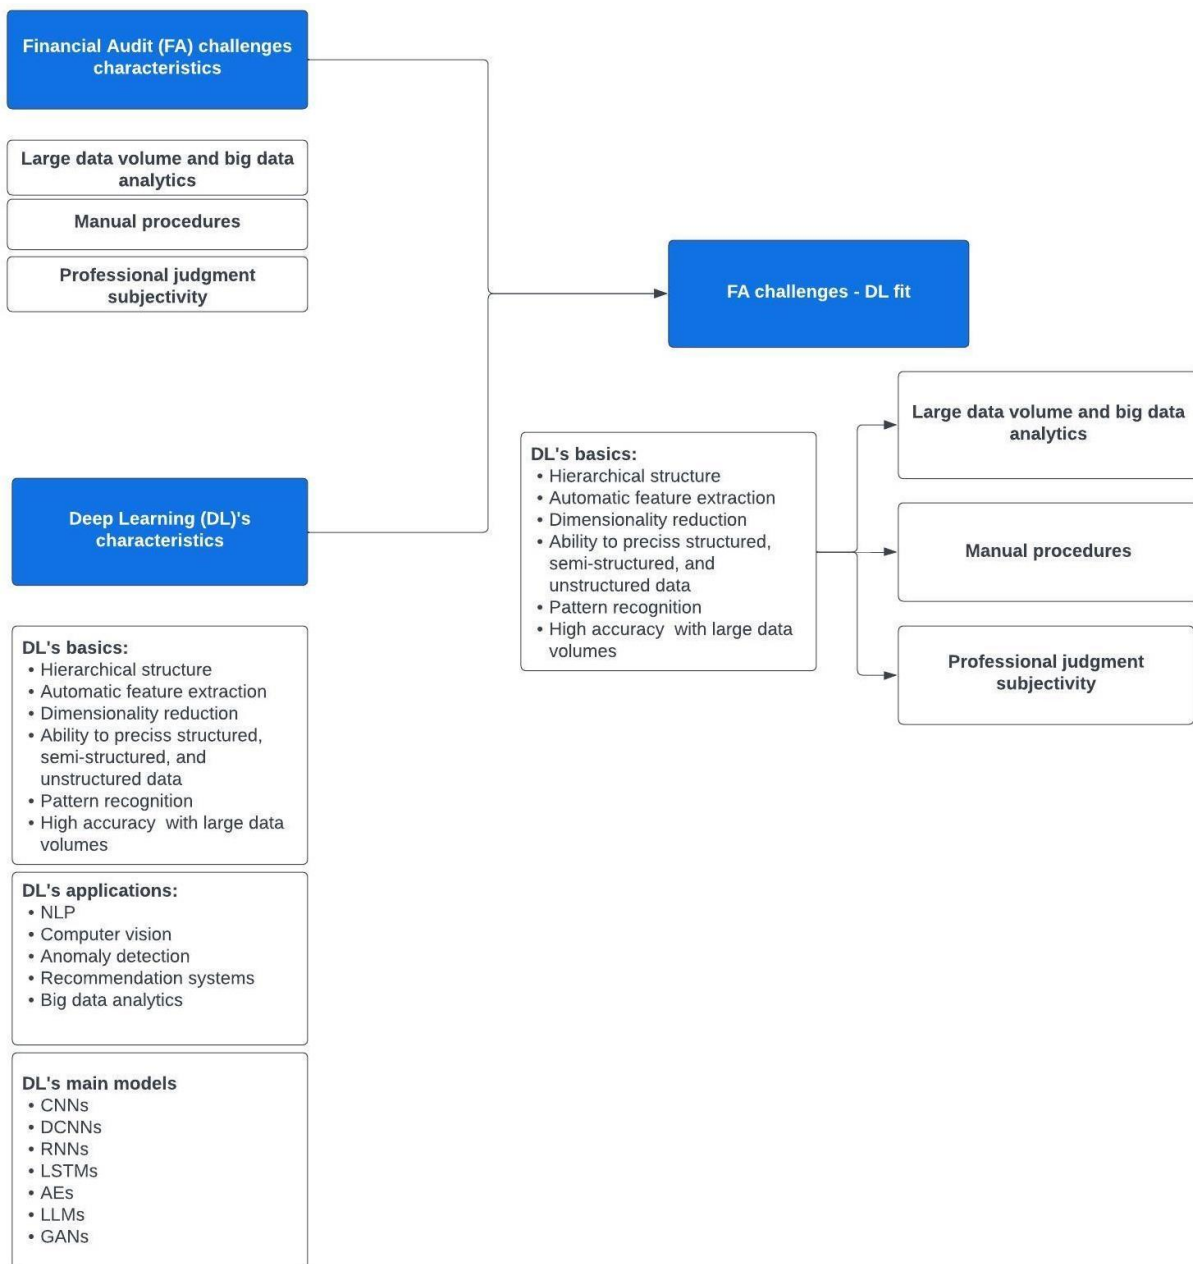 Financial Audit (FA) challenges
characteristics
Large data volume and big data
analytics
Manual procedures
Professional judgment
subjectivity
Deep Learning (DL)'s
characteristics
DL's basics:
• Hierarchical structure
• Automatic feature extraction
• Dimensionality reduction
• Ability to preciss structured,
semi-structured, and
unstructured data
• Pattern recognition
• High accuracy with large data
volumes
DL's applications:
• NLP
• Computer vision
• Anomaly detection
• Recommendation systems
• Big data analytics
DL's main models
• CNNs
• DCNNs
• RNNs
• LSTMs
• AEs
• LLMs
• GANs
FA challenges - DL fit
DL's basics:
• Hierarchical structure
• Automatic feature extraction
• Dimensionality reduction
• Ability to preciss structured,
semi-structured, and
unstructured data
• Pattern recognition
• High accuracy with large data
volumes
Large data volume and big data
analytics
Manual procedures
Professional judgment
subjectivity